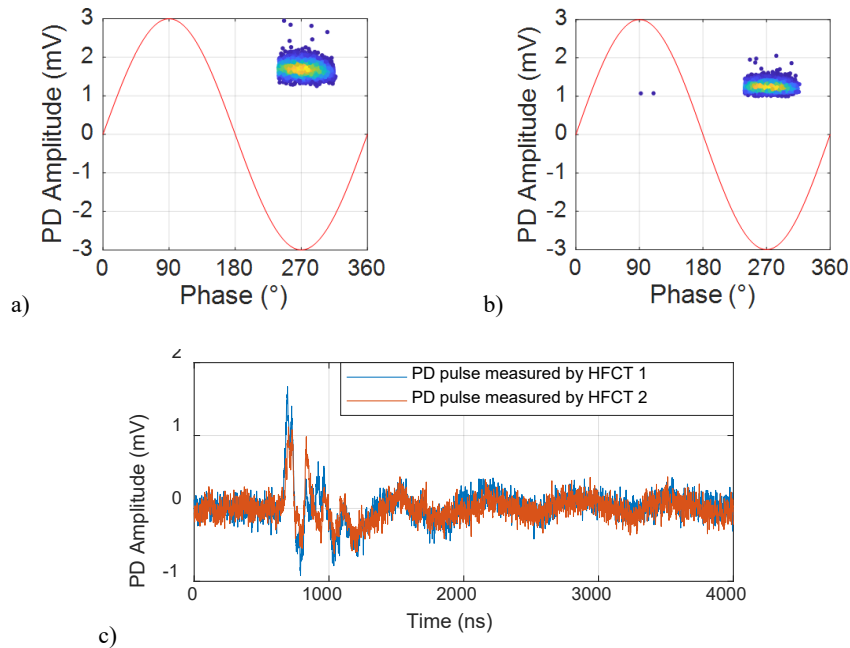 3
2
1
0
-1
-2
-3
PD Amplitude (mV)
0 90 180 270 360
Phase (°)
a)
3
2
1
0
-1
-2
-3
PD Amplitude (mV)
0 90 180 270 360
Phase (°)
b)
2
1
0
-1
PD Amplitude (mV)
PD pulse measured by HFCT 1
PD pulse measured by HFCT 2
0 1000 2000 3000 4000
Time (ns)
c)